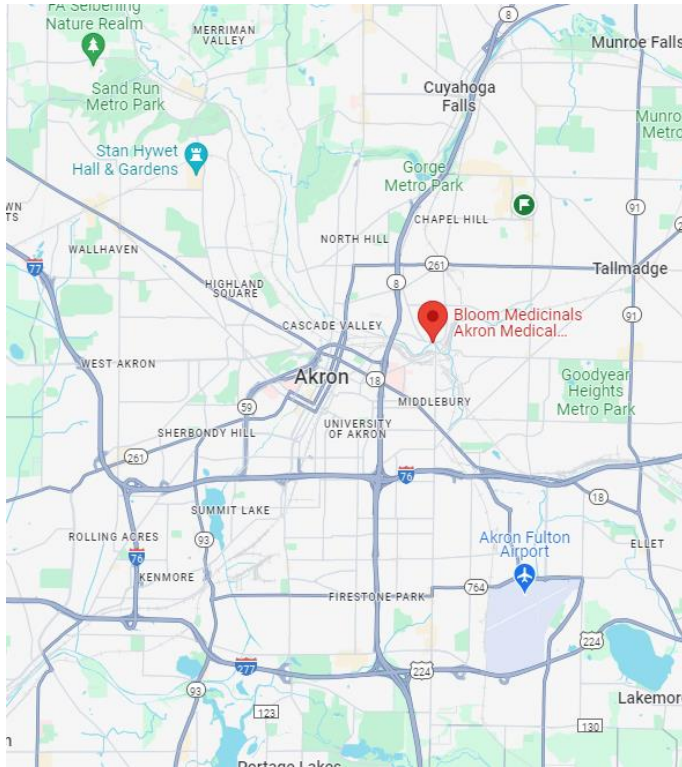 FA Seiberling
Nature Realm
MERRIMAN
VALLEY
8
Munroe Falls
Sand Run
Metro Park
Cuyahoga
Falls
Munro
Metro
Stan Hywet
Hall & Gardens
Gorge
Metro Park
CHAPEL HILL
91
WN
TS
WALLHAVEN
NORTH HILL
77
261
Tallmadge
HIGHLAND
SQUARE
8
CASCADE VALLEY
Bloom Medicinals
Akron Medical...
91
WEST AKRON
Akron
18
MIDDLEBURY
Goodyear
Heights
Metro Park
59
SHERBONDY HILL
UNIVERSITY
OF AKRON
261
76
18
SUMMIT LAKE
93
ROLLING ACRES
76
KENMORE
Akron Fulton
Airport
ELLET
764
FIRESTONE PARK
224
277
224
93
Lakemore
123
130
n
Portage Lakes